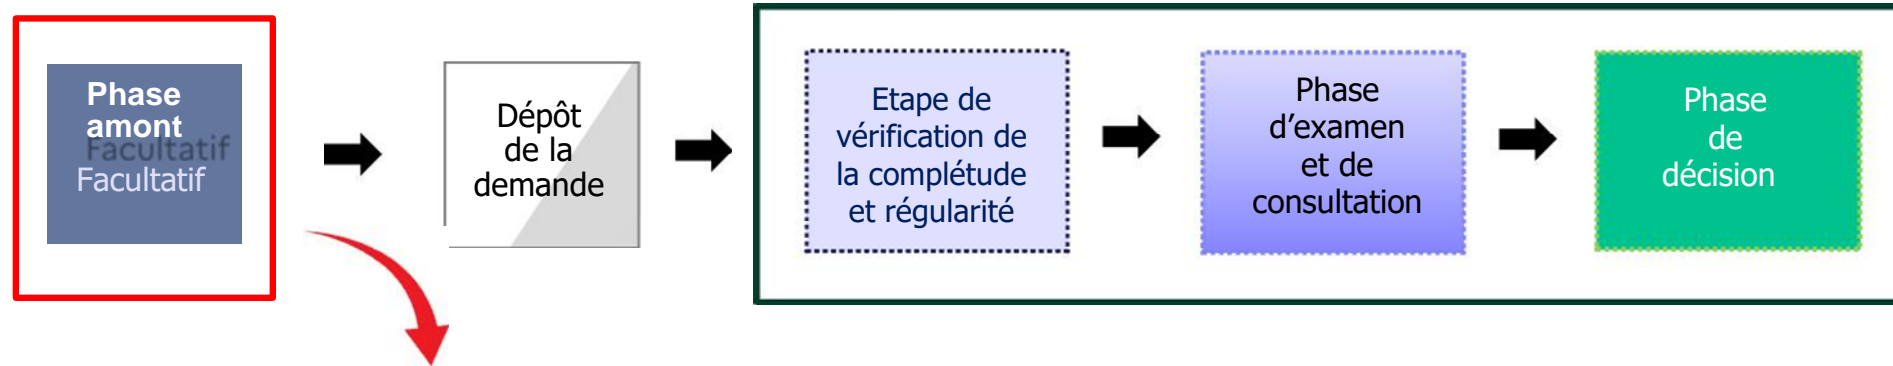 Phase
amont
Facultatif
Facultatif
Dépôt
de la
demande
Etape de
vérification de
la complétude
et régularité
Phase
d’examen
et de
consultation
Phase
de
décision